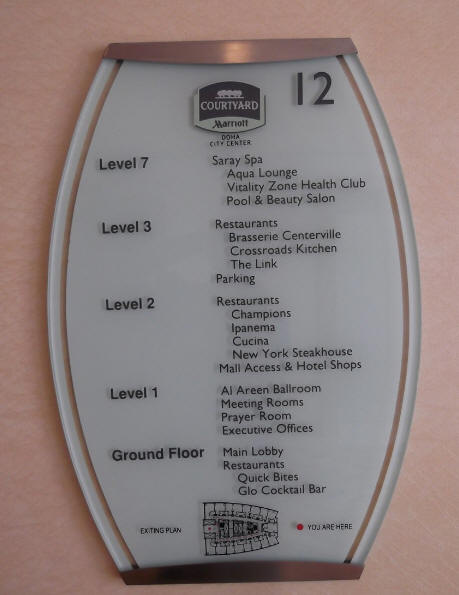 12
COURTYARD
Marriott
DOHA
CITY CENTER
Level 7
Saray Spa
Aqua Lounge
Vitality Zone Health Club
Pool & Beauty Salon
Level 3
Restaurants
Brasserie Centerville
Crossroads Kitchen
The Link
Parking
Level 2
Restaurants
Champions
Ipanema
Cucina
New York Steakhouse
Mall Access & Hotel Shops
Level 1
Al Areen Ballroom
Meeting Rooms
Prayer Room
Executive Offices
Ground Floor
Main Lobby
Restaurants
Quick Bites
Glo Cocktail Bar
EXITING PLAN
YOU ARE HERE